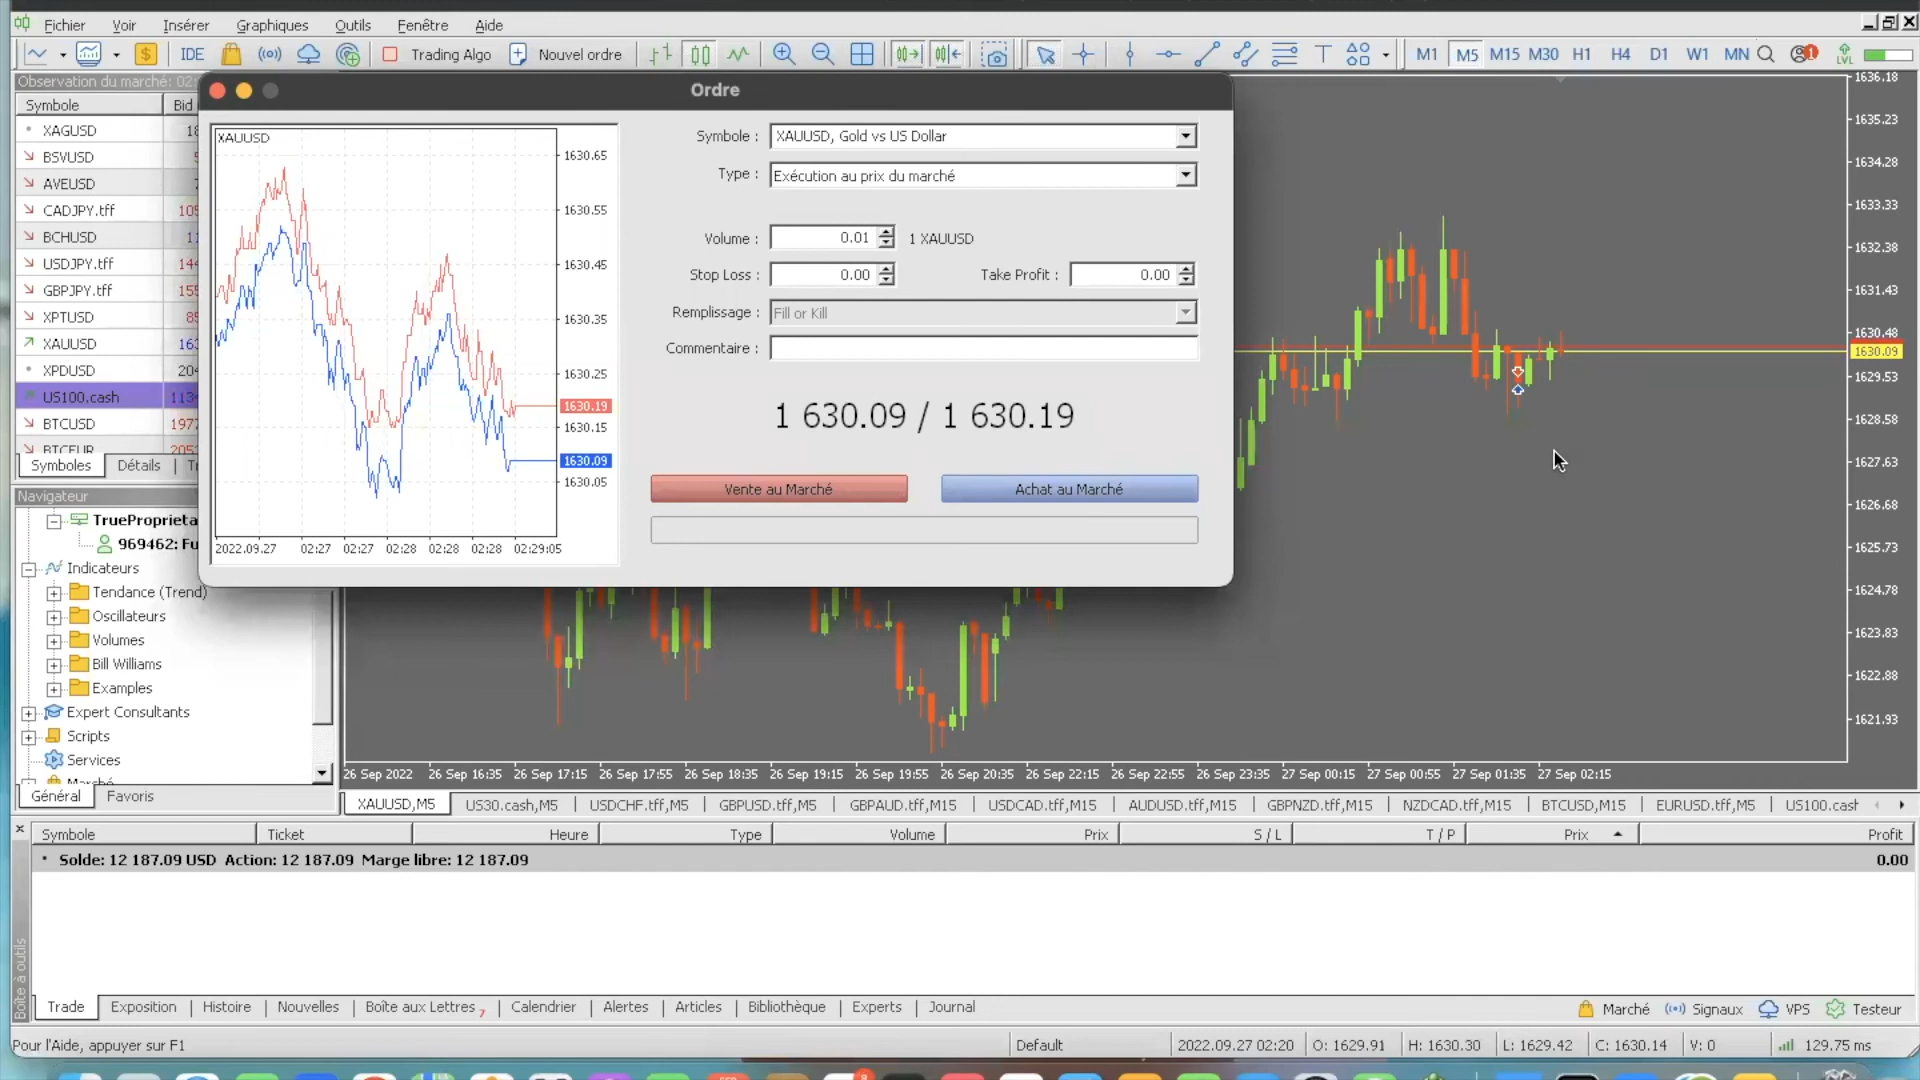 Fichier Voir Insérer Graphiques Outils Fenêtre Aide
IDE Trading Algo Nouvel ordre M1 M5 M15 M30 H1 H4 D1 W1 MN 1 LVL
Observation du marché: 02:
Symbole Bid
XAGUSD
BSVUSD
AVEUSD
CADJPY.tff
BCHUSD
USDJPY.tff
GBPJPY.tff
XPTUSD
XAUUSD
XPDUSD
US100.cash
BTCUSD
BTCEUR
Symboles Détails
Navigateur
TrueProprieta
969462: Fu
Indicateurs
Tendance (Trend)
Oscillateurs
Volumes
Bill Williams
Examples
Expert Consultants
Scripts
Services
Marché
Général Favoris
Ordre
XAUUSD
1630.65
1630.55
1630.45
1630.35
1630.25
1630.19
1630.15
1630.09
1630.05
2022.09.27 02:27 02:27 02:28 02:28 02:28 02:29:05
Symbole : XAUUSD, Gold vs US Dollar
Type : Exécution au prix du marché
Volume : 0.01 1 XAUUSD
Stop Loss : 0.00 Take Profit : 0.00
Remplissage : Fill or Kill
Commentaire :
1 630.09 / 1 630.19
Vente au Marché Achat au Marché
1636.18
1635.23
1634.28
1633.33
1632.38
1631.43
1630.48
1630.09
1629.53
1628.58
1627.63
1626.68
1625.73
1624.78
1623.83
1622.88
1621.93
26 Sep 2022 26 Sep 16:35 26 Sep 17:15 26 Sep 17:55 26 Sep 18:35 26 Sep 19:15 26 Sep 19:55 26 Sep 20:35 26 Sep 22:15 26 Sep 22:55 26 Sep 23:35 27 Sep 00:15 27 Sep 00:55 27 Sep 01:35 27 Sep 02:15
XAUUSD,M5 US30.cash,M5 USDCHF.tff,M5 GBPUSD.tff,M5 GBPAUD.tff,M15 USDCAD.tff,M15 AUDUSD.tff,M15 GBPNZD.tff,M15 NZDCAD.tff,M15 BTCUSD,M15 EURUSD.tff,M5 US100.cash
Symbole Ticket Heure Type Volume Prix S / L T / P Prix Profit
Solde: 12 187.09 USD Action: 12 187.09 Marge libre: 12 187.09 0.00
Boîte à outils
Trade Exposition Histoire Nouvelles Boîte aux Lettres 7 Calendrier Alertes Articles Bibliothèque Experts Journal Marché Signaux VPS Testeur
Pour l'Aide, appuyer sur F1 Default 2022.09.27 02:20 O: 1629.91 H: 1630.30 L: 1629.42 C: 1630.14 V: 0 129.75 ms